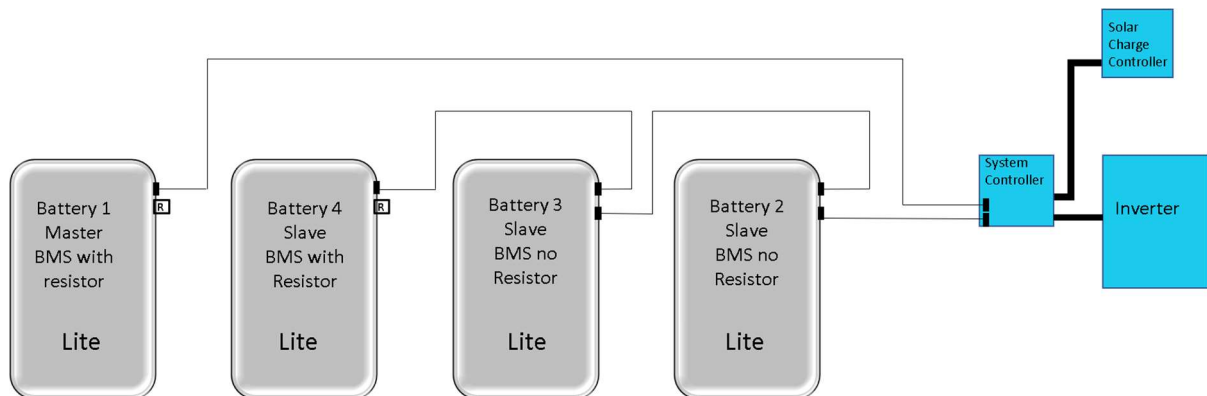 Solar
Charge
Controller
Battery 1
Master
BMS with
resistor
Lite
R
Battery 4
Slave
BMS with
Resistor
Lite
R
Battery 3
Slave
BMS no
Resistor
Lite
Battery 2
Slave
BMS no
Resistor
Lite
System
Controller
Inverter